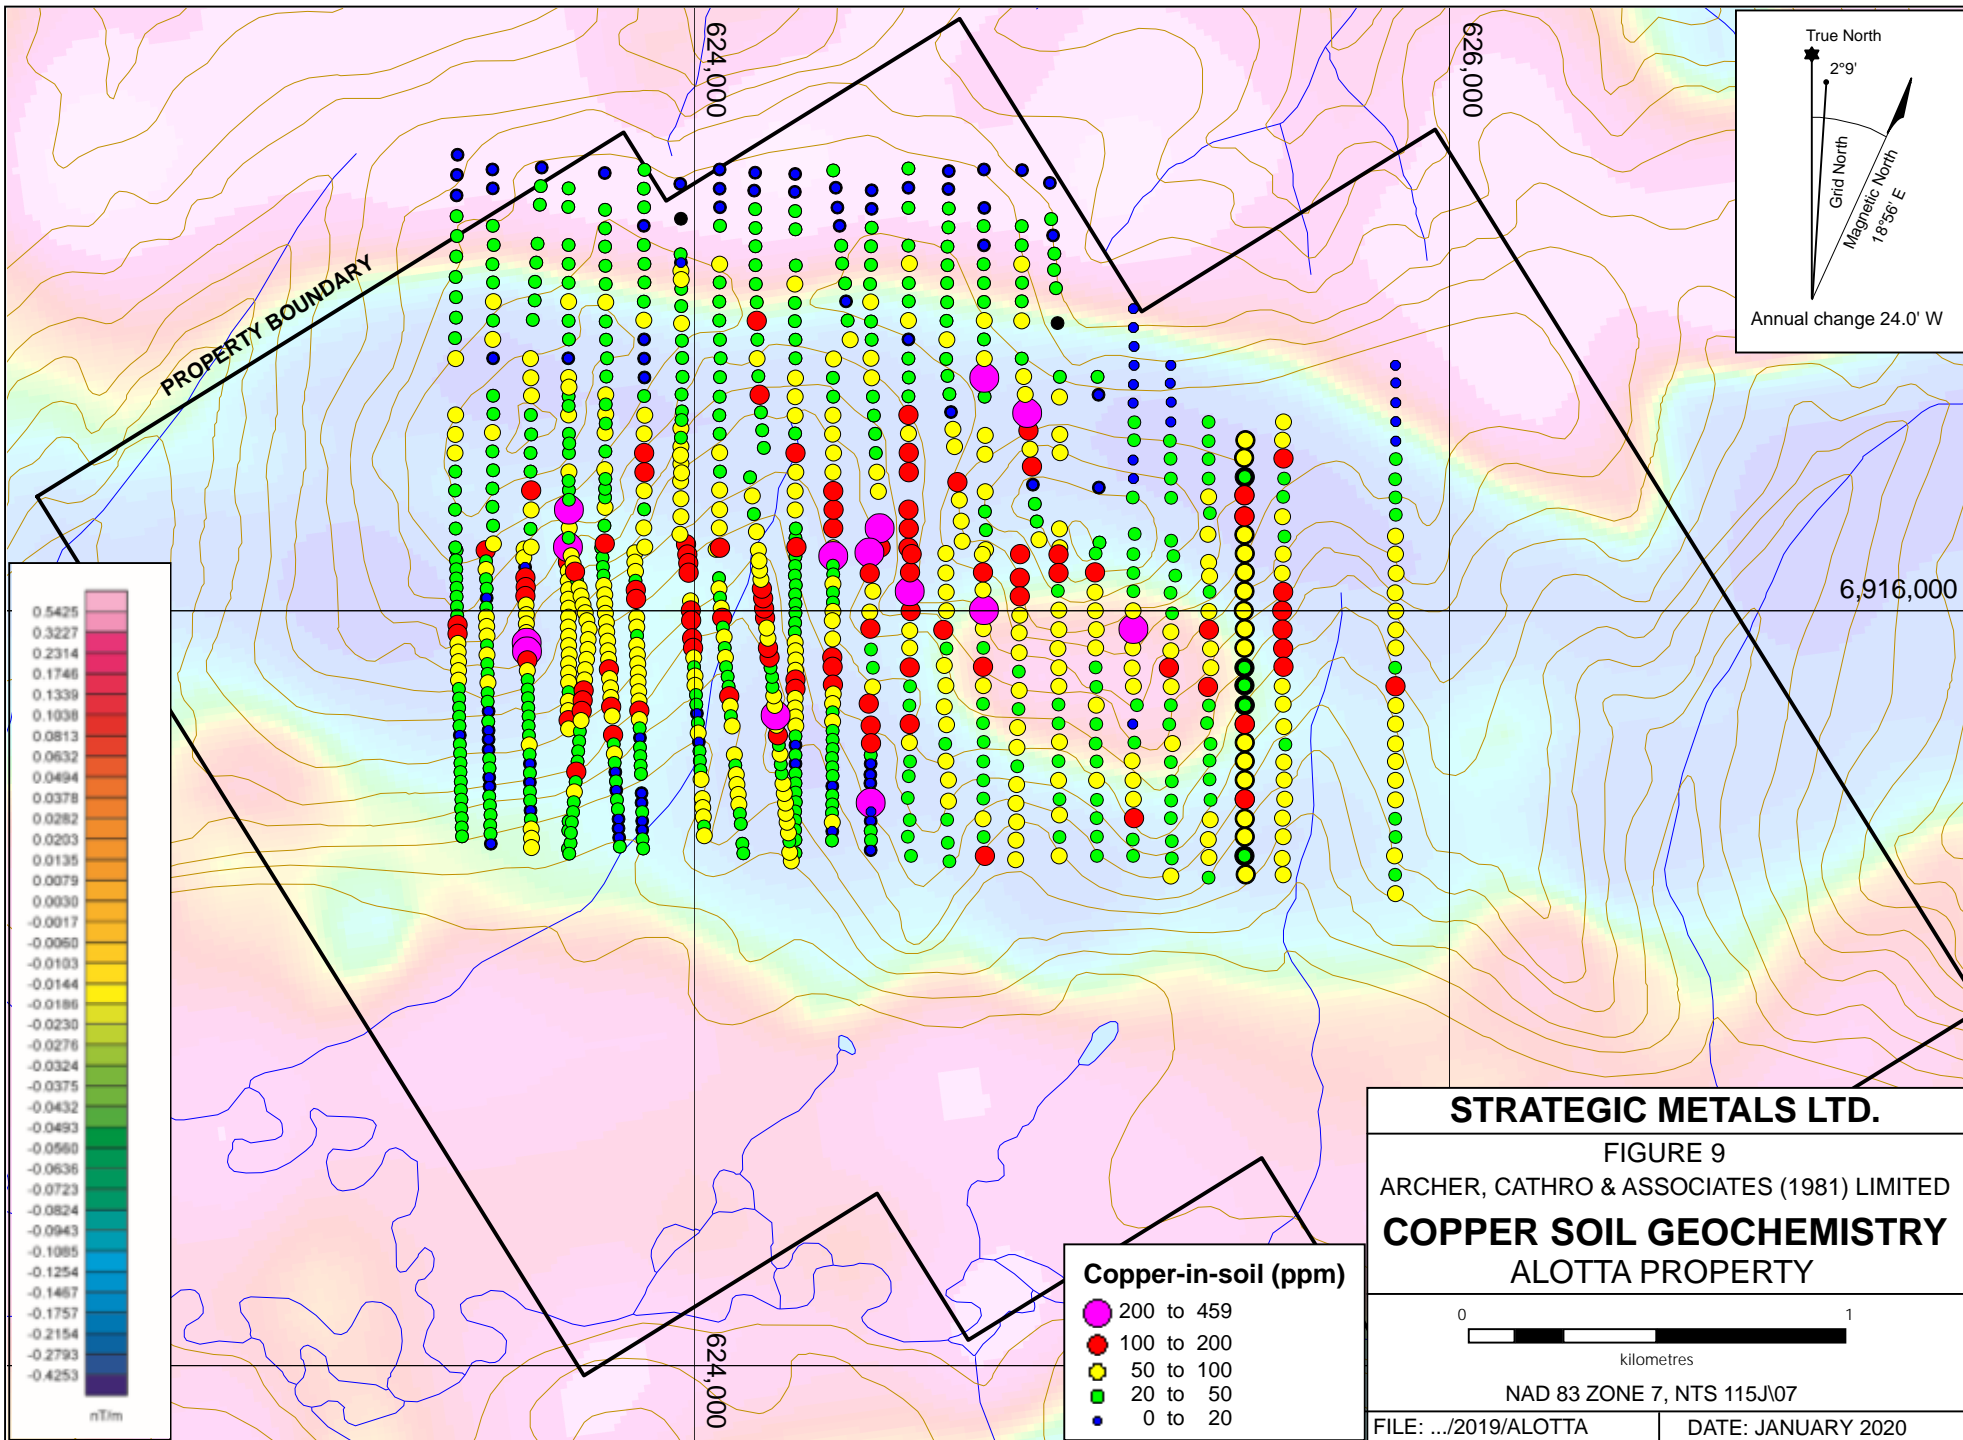 624,000
626,000
True North
2°9'
Grid North
Magnetic North
18°56' E
Annual change 24.0' W
PROPERTY BOUNDARY
6,916,000
0.5425
0.3227
0.2314
0.1746
0.1339
0.1038
0.0813
0.0632
0.0494
0.0378
0.0282
0.0203
0.0135
0.0079
0.0030
-0.0017
-0.0060
-0.0103
-0.0144
-0.0186
-0.0230
-0.0276
-0.0324
-0.0375
-0.0432
-0.0493
-0.0560
-0.0636
-0.0723
-0.0824
-0.0943
-0.1085
-0.1254
-0.1467
-0.1757
-0.2154
-0.2793
-0.4253
nT/m
624,000
Copper-in-soil (ppm)
200 to 459
100 to 200
50 to 100
20 to 50
0 to 20
STRATEGIC METALS LTD.
FIGURE 9
ARCHER, CATHRO & ASSOCIATES (1981) LIMITED
COPPER SOIL GEOCHEMISTRY
ALOTTA PROPERTY
0 1
kilometres
NAD 83 ZONE 7, NTS 115J\07
FILE: .../2019/ALOTTA
DATE: JANUARY 2020